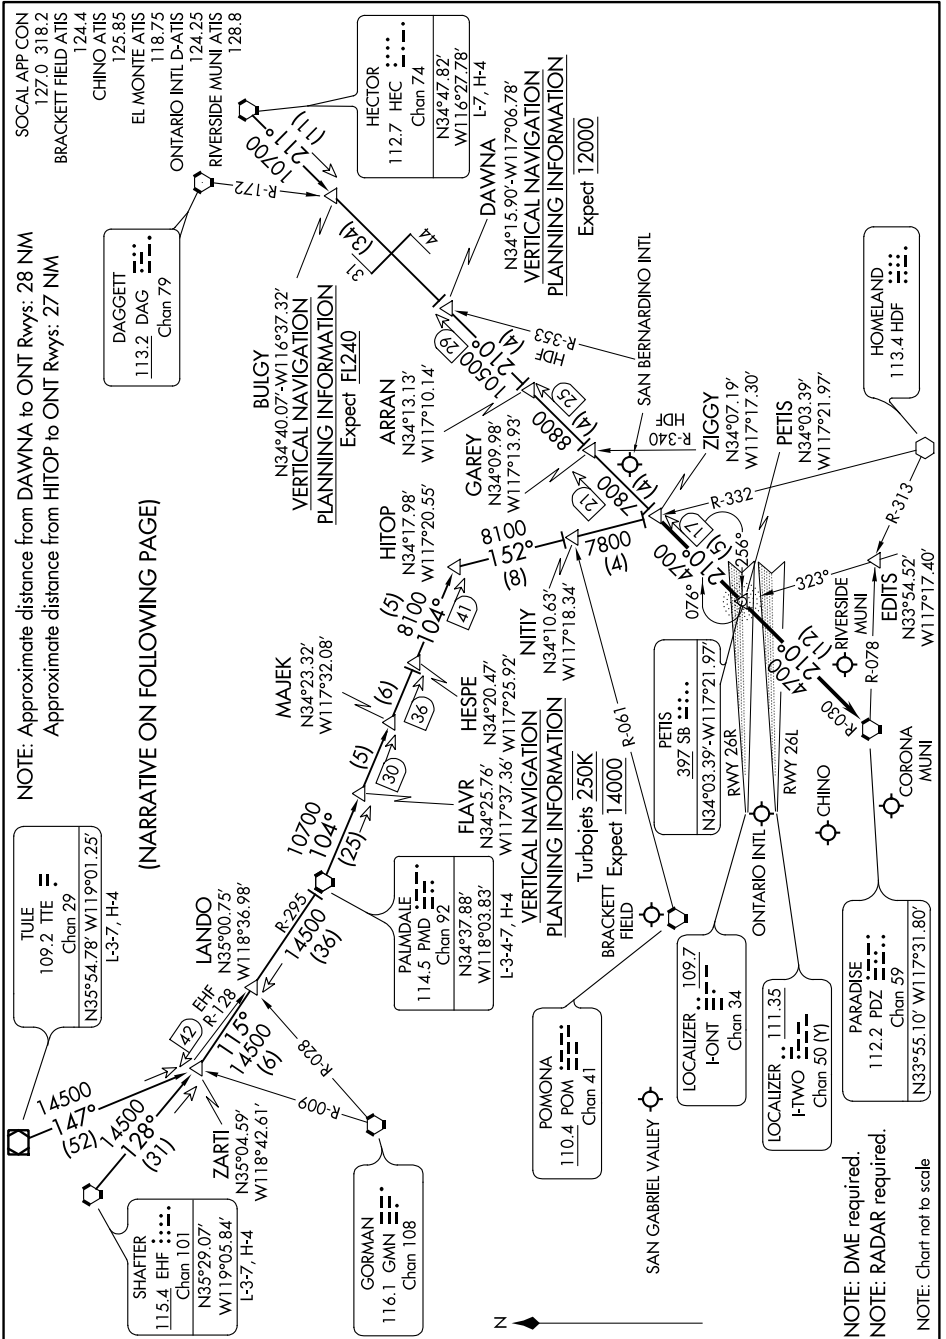 SOCAL APP CON
127.0 318.2
BRACKETT FIELD ATIS
124.4
CHINO ATIS
125.85
EL MONTE ATIS
118.75
ONTARIO INTL D-ATIS
124.25
RIVERSIDE MUNI ATIS
128.8
NOTE: Approximate distance from DAWNA to ONT Rwys: 28 NM
Approximate distance from HITOP to ONT Rwys: 27 NM
(NARRATIVE ON FOLLOWING PAGE)
TULE
109.2 TTE
Chan 29
N35°54.78' W119°01.25'
L-3-7, H-4
DAGGETT
113.2 DAG
Chan 79
HECTOR
112.7 HEC
Chan 74
N34°47.82'
W116°27.78'
L-7, H-4
10700
211°
(11)
R-172
BULGY
N34°40.07'-W116°37.32'
VERTICAL NAVIGATION
PLANNING INFORMATION
Expect FL240
(34)
31
44
DAWNA
N34°15.90'-W117°06.78'
VERTICAL NAVIGATION
PLANNING INFORMATION
Expect 12000
29
10500
210°
(4)
HDF
R-353
ARRAN
N34°13.13'
W117°10.14'
25
8800
(4)
GAREY
N34°09.98'
W117°13.93'
21
7800
(4)
SAN BERNARDINO INTL
HDF
R-340
ZIGGY
N34°07.19'
W117°17.30'
PETIS
N34°03.39'
W117°21.97'
HOMELAND
113.4 HDF
R-332
R-313
17
4700
210°
(5)
256°
076°
323°
EDITS
N33°54.52'
W117°17.40'
RIVERSIDE
MUNI
R-078
4700
210°
(12)
R-030
14500
147°
(52)
14500
128°
(31)
SHAFTER
115.4 EHF
Chan 101
N35°29.07'
W119°05.84'
L-3-7, H-4
ZARTI
N35°04.59'
W118°42.61'
42
EHF
R-128
115°
14500
(6)
LANDO
N35°00.75'
W118°36.98'
R-009
R-028
GORMAN
116.1 GMN
Chan 108
R-295
14500
(36)
PALMDALE
114.5 PMD
Chan 92
N34°37.88'
W118°03.83'
L-3-4-7, H-4
10700
104°
(25)
FLAVR
N34°25.76'
W117°37.36'
30
(5)
MAJEK
N34°23.32'
W117°32.08'
(6)
36
HESPE
N34°20.47'
W117°25.92'
(5)
8100
104°
41
HITOP
N34°17.98'
W117°20.55'
VERTICAL NAVIGATION
PLANNING INFORMATION
Turbojets 250K
Expect 14000
8100
152°
(8)
NITIY
N34°10.63'
W117°18.34'
7800
(4)
R-061
BRACKETT
FIELD
POMONA
110.4 POM
Chan 41
PETIS
397 SB
N34°03.39'-W117°21.97'
RWY 26R
RWY 26L
ONTARIO INTL
CHINO
CORONA
MUNI
SAN GABRIEL VALLEY
LOCALIZER 109.7
I-ONT
Chan 34
LOCALIZER 111.35
I-TWO
Chan 50 (Y)
PARADISE
112.2 PDZ
Chan 59
N33°55.10' W117°31.80'
N
NOTE: DME required.
NOTE: RADAR required.
NOTE: Chart not to scale